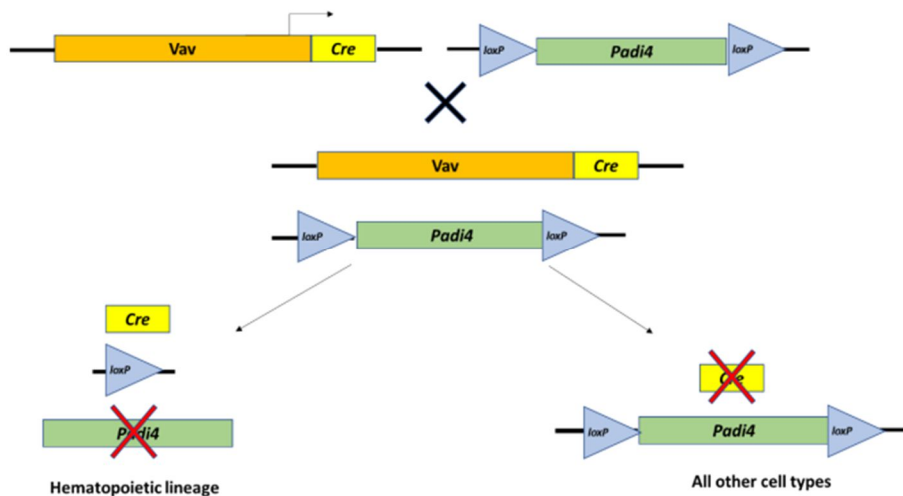 Vav Cre loxP Padi4 loxP
Vav Cre
loxP Padi4 loxP
Cre
loxP
Cre
Padi4
loxP Padi4 loxP
Hematopoietic lineage
All other cell types